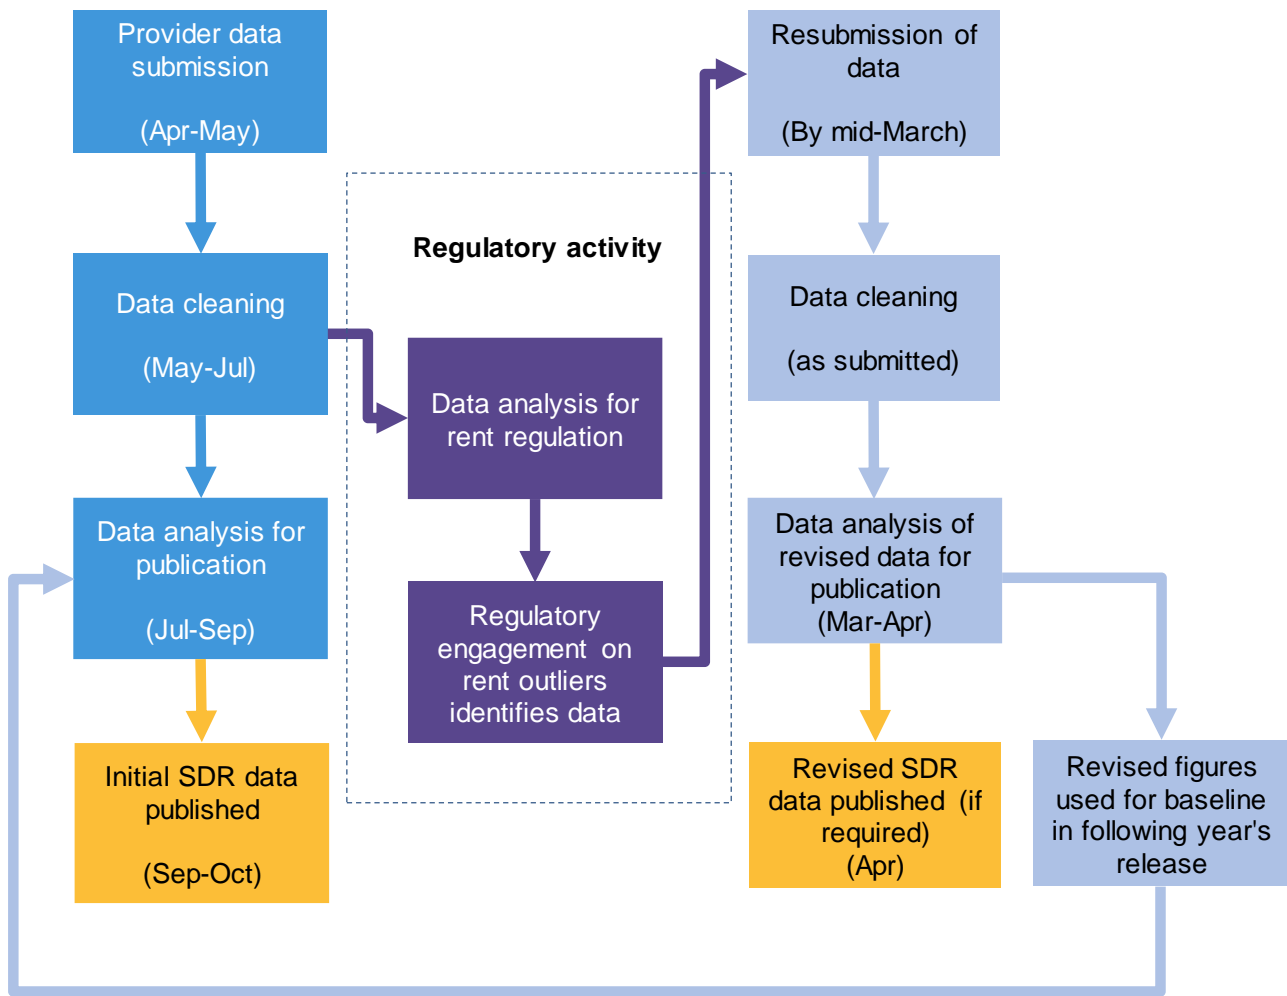 Provider data
submission
(Apr-May)
Data cleaning
(May-Jul)
Data analysis for
publication
(Jul-Sep)
Initial SDR data
published
(Sep-Oct)
Regulatory activity
Data analysis for
rent regulation
Regulatory
engagement on
rent outliers
identifies data
Resubmission of
data
(By mid-March)
Data cleaning
(as submitted)
Data analysis of
revised data for
publication
(Mar-Apr)
Revised SDR
data published (if
required)
(Apr)
Revised figures
used for baseline
in following year's
release